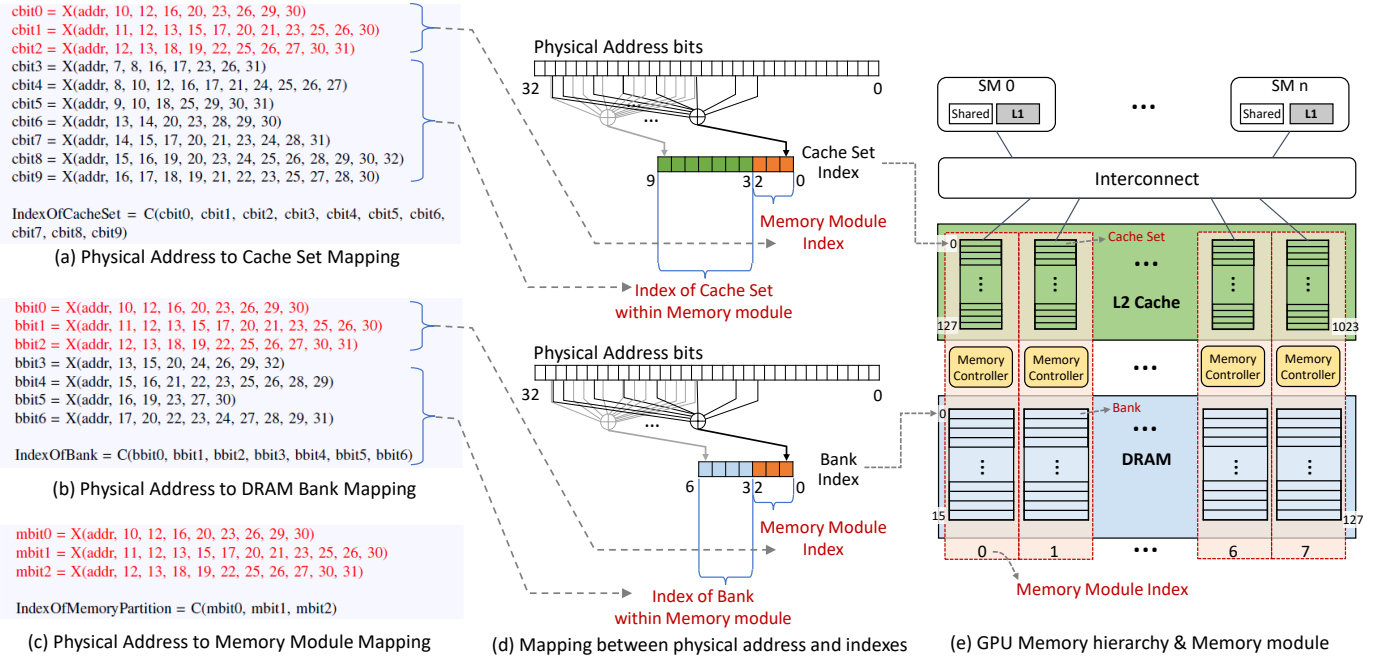 cbit0 = X(addr, 10, 12, 16, 20, 23, 26, 29, 30)
cbit1 = X(addr, 11, 12, 13, 15, 17, 20, 21, 23, 25, 26, 30)
cbit2 = X(addr, 12, 13, 18, 19, 22, 25, 26, 27, 30, 31)
cbit3 = X(addr, 7, 8, 16, 17, 23, 26, 31)
cbit4 = X(addr, 8, 10, 12, 16, 17, 21, 24, 25, 26, 27)
cbit5 = X(addr, 9, 10, 18, 25, 29, 30, 31)
cbit6 = X(addr, 13, 14, 20, 23, 28, 29, 30)
cbit7 = X(addr, 14, 15, 17, 20, 21, 23, 24, 28, 31)
cbit8 = X(addr, 15, 16, 19, 20, 23, 24, 25, 26, 28, 29, 30, 32)
cbit9 = X(addr, 16, 17, 18, 19, 21, 22, 23, 25, 27, 28, 30)
IndexOfCacheSet = C(cbit0, cbit1, cbit2, cbit3, cbit4, cbit5, cbit6,
cbit7, cbit8, cbit9)
(a) Physical Address to Cache Set Mapping
bbit0 = X(addr, 10, 12, 16, 20, 23, 26, 29, 30)
bbit1 = X(addr, 11, 12, 13, 15, 17, 20, 21, 23, 25, 26, 30)
bbit2 = X(addr, 12, 13, 18, 19, 22, 25, 26, 27, 30, 31)
bbit3 = X(addr, 13, 15, 20, 24, 26, 29, 32)
bbit4 = X(addr, 15, 16, 21, 22, 23, 25, 26, 28, 29)
bbit5 = X(addr, 16, 19, 23, 27, 30)
bbit6 = X(addr, 17, 20, 22, 23, 24, 27, 28, 29, 31)
IndexOfBank = C(bbit0, bbit1, bbit2, bbit3, bbit4, bbit5, bbit6)
(b) Physical Address to DRAM Bank Mapping
mbit0 = X(addr, 10, 12, 16, 20, 23, 26, 29, 30)
mbit1 = X(addr, 11, 12, 13, 15, 17, 20, 21, 23, 25, 26, 30)
mbit2 = X(addr, 12, 13, 18, 19, 22, 25, 26, 27, 30, 31)
IndexOfMemoryPartition = C(mbit0, mbit1, mbit2)
(c) Physical Address to Memory Module Mapping
Physical Address bits
32 0
...
...
Cache Set
Index
9 3 2 0
Memory Module
Index
Index of Cache Set
within Memory module
Physical Address bits
32 0
...
Bank
Index
6 3 2 0
Memory Module
Index
Index of Bank
within Memory module
(d) Mapping between physical address and indexes
SM 0 ... SM n
Shared L1 Shared L1
Interconnect
0 Cache Set
...
L2 Cache
127 1023
Memory
Controller
Memory
Controller
...
Memory
Controller
Memory
Controller
0 Bank
...
DRAM
15 127
0 1 ... 6 7
Memory Module Index
(e) GPU Memory hierarchy & Memory module